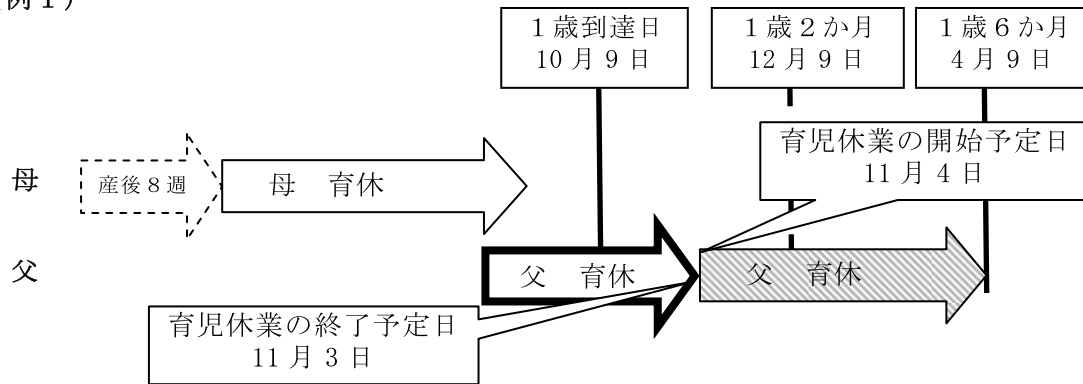 (例１)
１歳到達日
10月9日
１歳２か月
12月9日
１歳６か月
4月9日
育児休業の開始予定日
11月4日
母
産後８週
母　育休
父
父　育休
父　育休
育児休業の終了予定日
11月3日